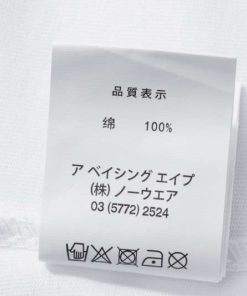 品質表示
绵 100%
ア ベイシング エイプ
(株) ノーウエア
03 (5772) 2524